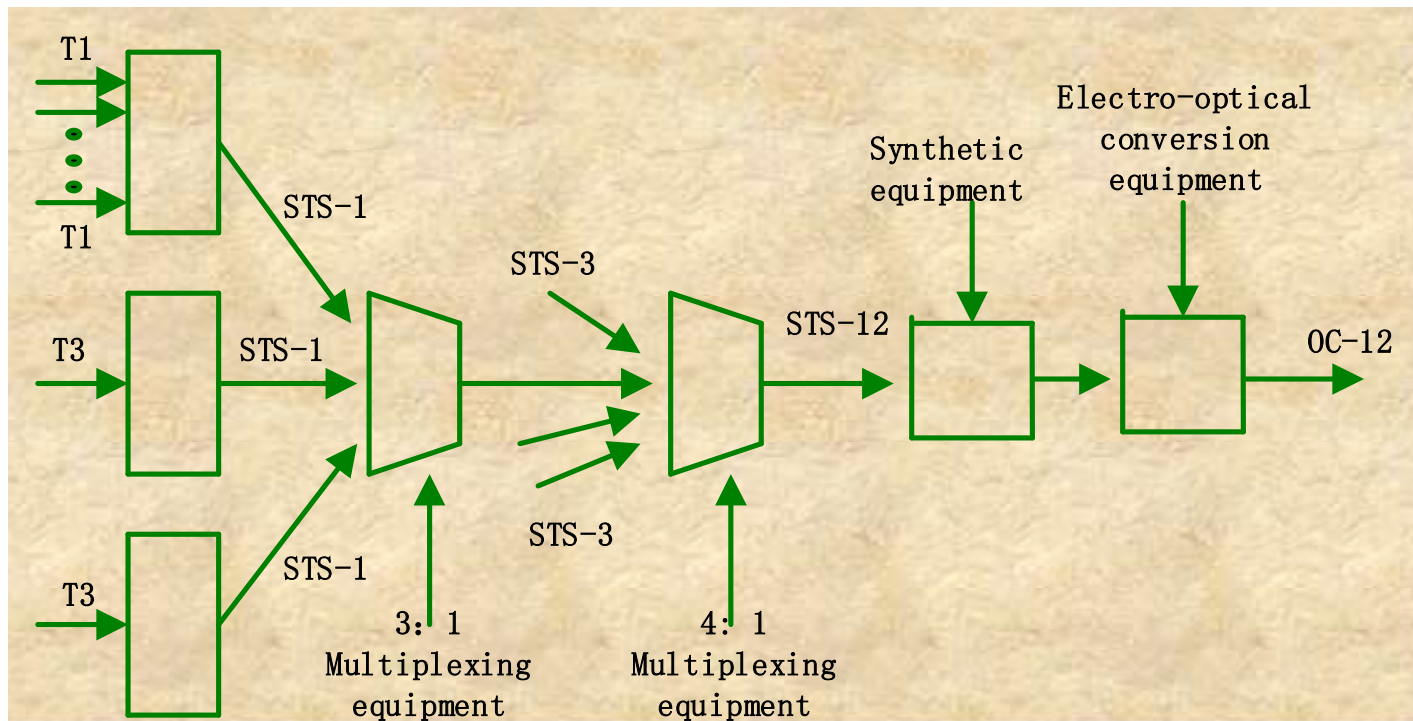 T1
T1
STS-1
T3
STS-1
T3
STS-1
3: 1
Multiplexing
equipment
STS-3
STS-3
4: 1
Multiplexing
equipment
STS-12
Synthetic
equipment
Electro-optical
conversion
equipment
OC-12